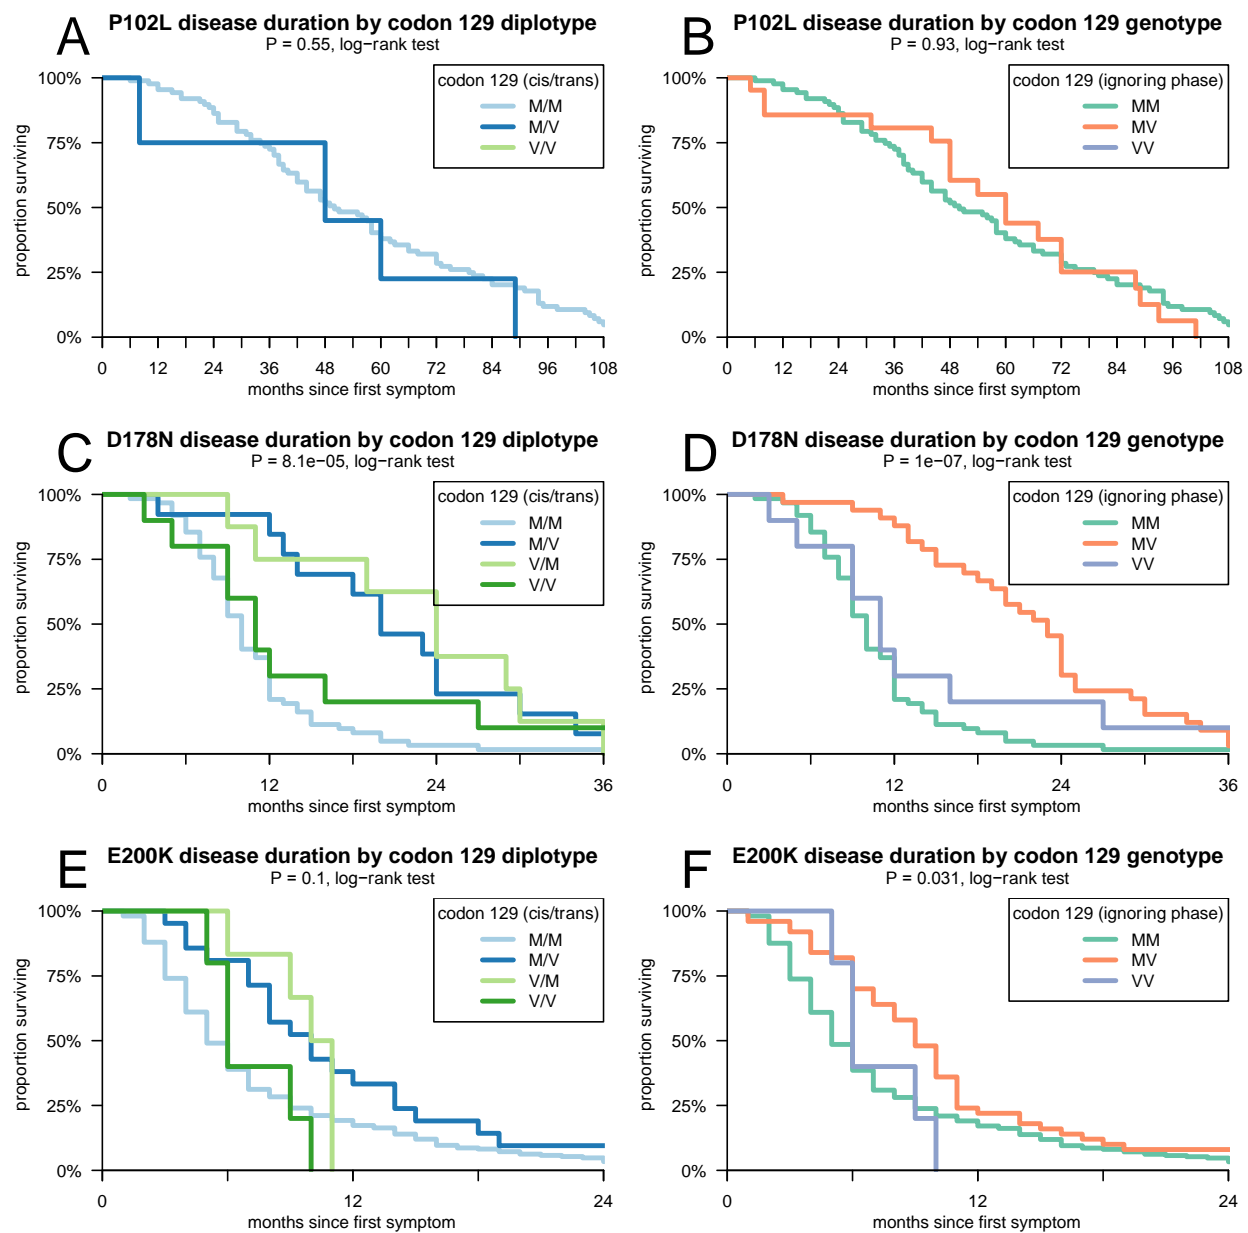 A
P102L disease duration by codon 129 diplotype
P = 0.55, log−rank test
proportion surviving
100%
75%
50%
25%
0%
codon 129 (cis/trans)
M/M
M/V
V/V
0 12 24 36 48 60 72 84 96 108
months since first symptom
B
P102L disease duration by codon 129 genotype
P = 0.93, log−rank test
proportion surviving
100%
75%
50%
25%
0%
codon 129 (ignoring phase)
MM
MV
VV
0 12 24 36 48 60 72 84 96 108
months since first symptom
C
D178N disease duration by codon 129 diplotype
P = 8.1e−05, log−rank test
proportion surviving
100%
75%
50%
25%
0%
codon 129 (cis/trans)
M/M
M/V
V/M
V/V
0 12 24 36
months since first symptom
D
D178N disease duration by codon 129 genotype
P = 1e−07, log−rank test
proportion surviving
100%
75%
50%
25%
0%
codon 129 (ignoring phase)
MM
MV
VV
0 12 24 36
months since first symptom
E
E200K disease duration by codon 129 diplotype
P = 0.1, log−rank test
proportion surviving
100%
75%
50%
25%
0%
codon 129 (cis/trans)
M/M
M/V
V/M
V/V
0 12 24
months since first symptom
F
E200K disease duration by codon 129 genotype
P = 0.031, log−rank test
proportion surviving
100%
75%
50%
25%
0%
codon 129 (ignoring phase)
MM
MV
VV
0 12 24
months since first symptom